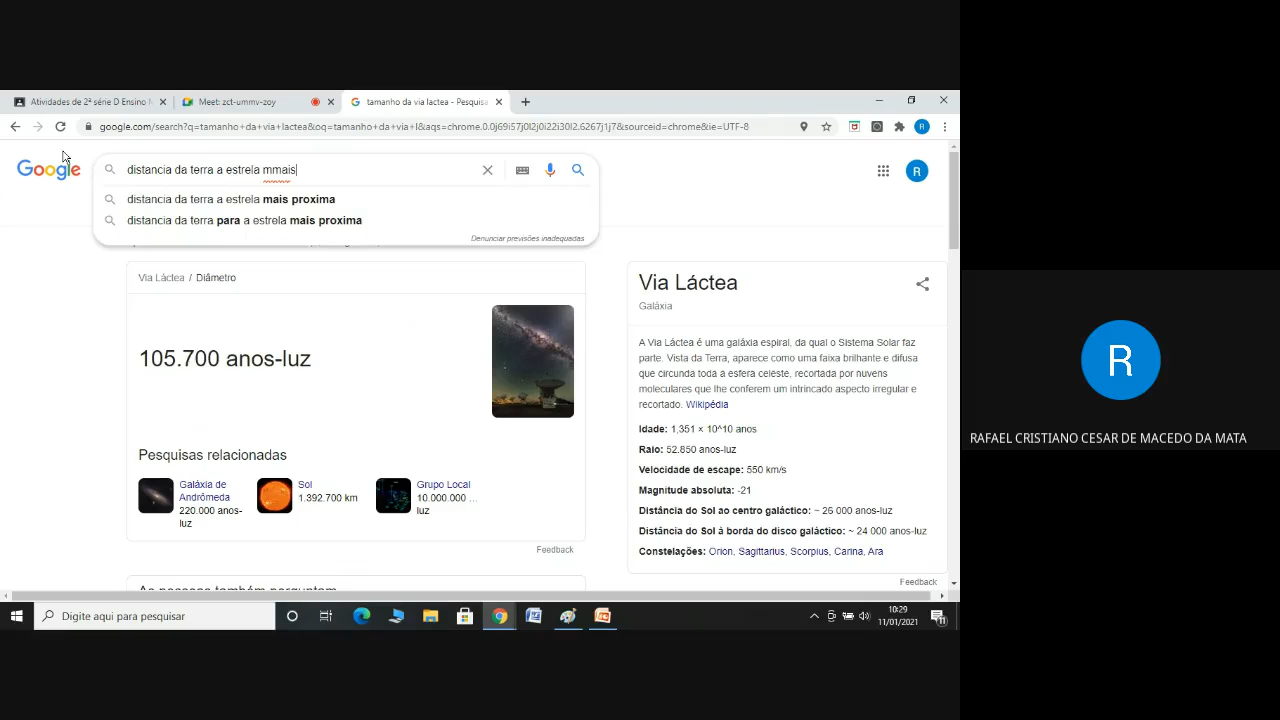 Atividades de 2ª série D Ensino M
Meet: zct-ummv-zoy
tamanho da via lactea - Pesquisa
google.com/search?q=tamanho+da+via+lactea&oq=tamanho+da+via+l&aqs=chrome.0.0j69i57j0l2j0i22i30l2.6267j1j7&sourceid=chrome&ie=UTF-8
R
Google
distancia da terra a estrela mmais
R
distancia da terra a estrela mais proxima
distancia da terra para a estrela mais proxima
Denunciar previsões inadequadas
Via Láctea / Diâmetro
105.700 anos-luz
Pesquisas relacionadas
Galáxia de Andrômeda
220.000 anos-luz
Sol
1.392.700 km
Grupo Local
10.000.000 ...
luz
Feedback
As pessoas também perguntam
Via Láctea
Galáxia
A Via Láctea é uma galáxia espiral, da qual o Sistema Solar faz
parte. Vista da Terra, aparece como uma faixa brilhante e difusa
que circunda toda a esfera celeste, recortada por nuvens
moleculares que lhe conferem um intrincado aspecto irregular e
recortado. Wikipédia
Idade: 1,351 × 10^10 anos
Raio: 52.850 anos-luz
Velocidade de escape: 550 km/s
Magnitude absoluta: -21
Distância do Sol ao centro galáctico: ~ 26 000 anos-luz
Distância do Sol à borda do disco galáctico: ~ 24 000 anos-luz
Constelações: Orion, Sagittarius, Scorpius, Carina, Ara
Feedback
Digite aqui para pesquisar
10:29
11/01/2021
11
R
RAFAEL CRISTIANO CESAR DE MACEDO DA MATA